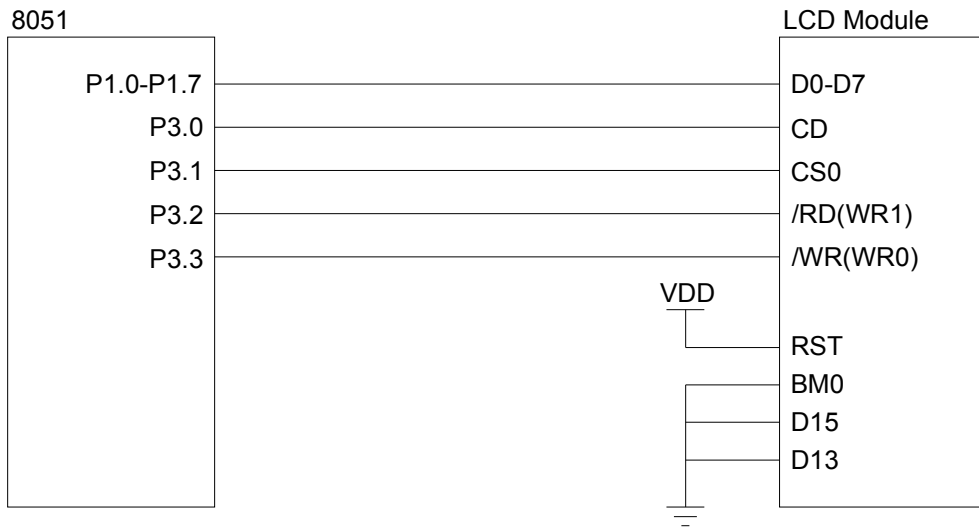 8051 LCD Module
P1.0-P1.7 D0-D7
P3.0 CD
P3.1 CS0
P3.2 /RD(WR1)
P3.3 /WR(WR0)
VDD
RST
BM0
D15
D13